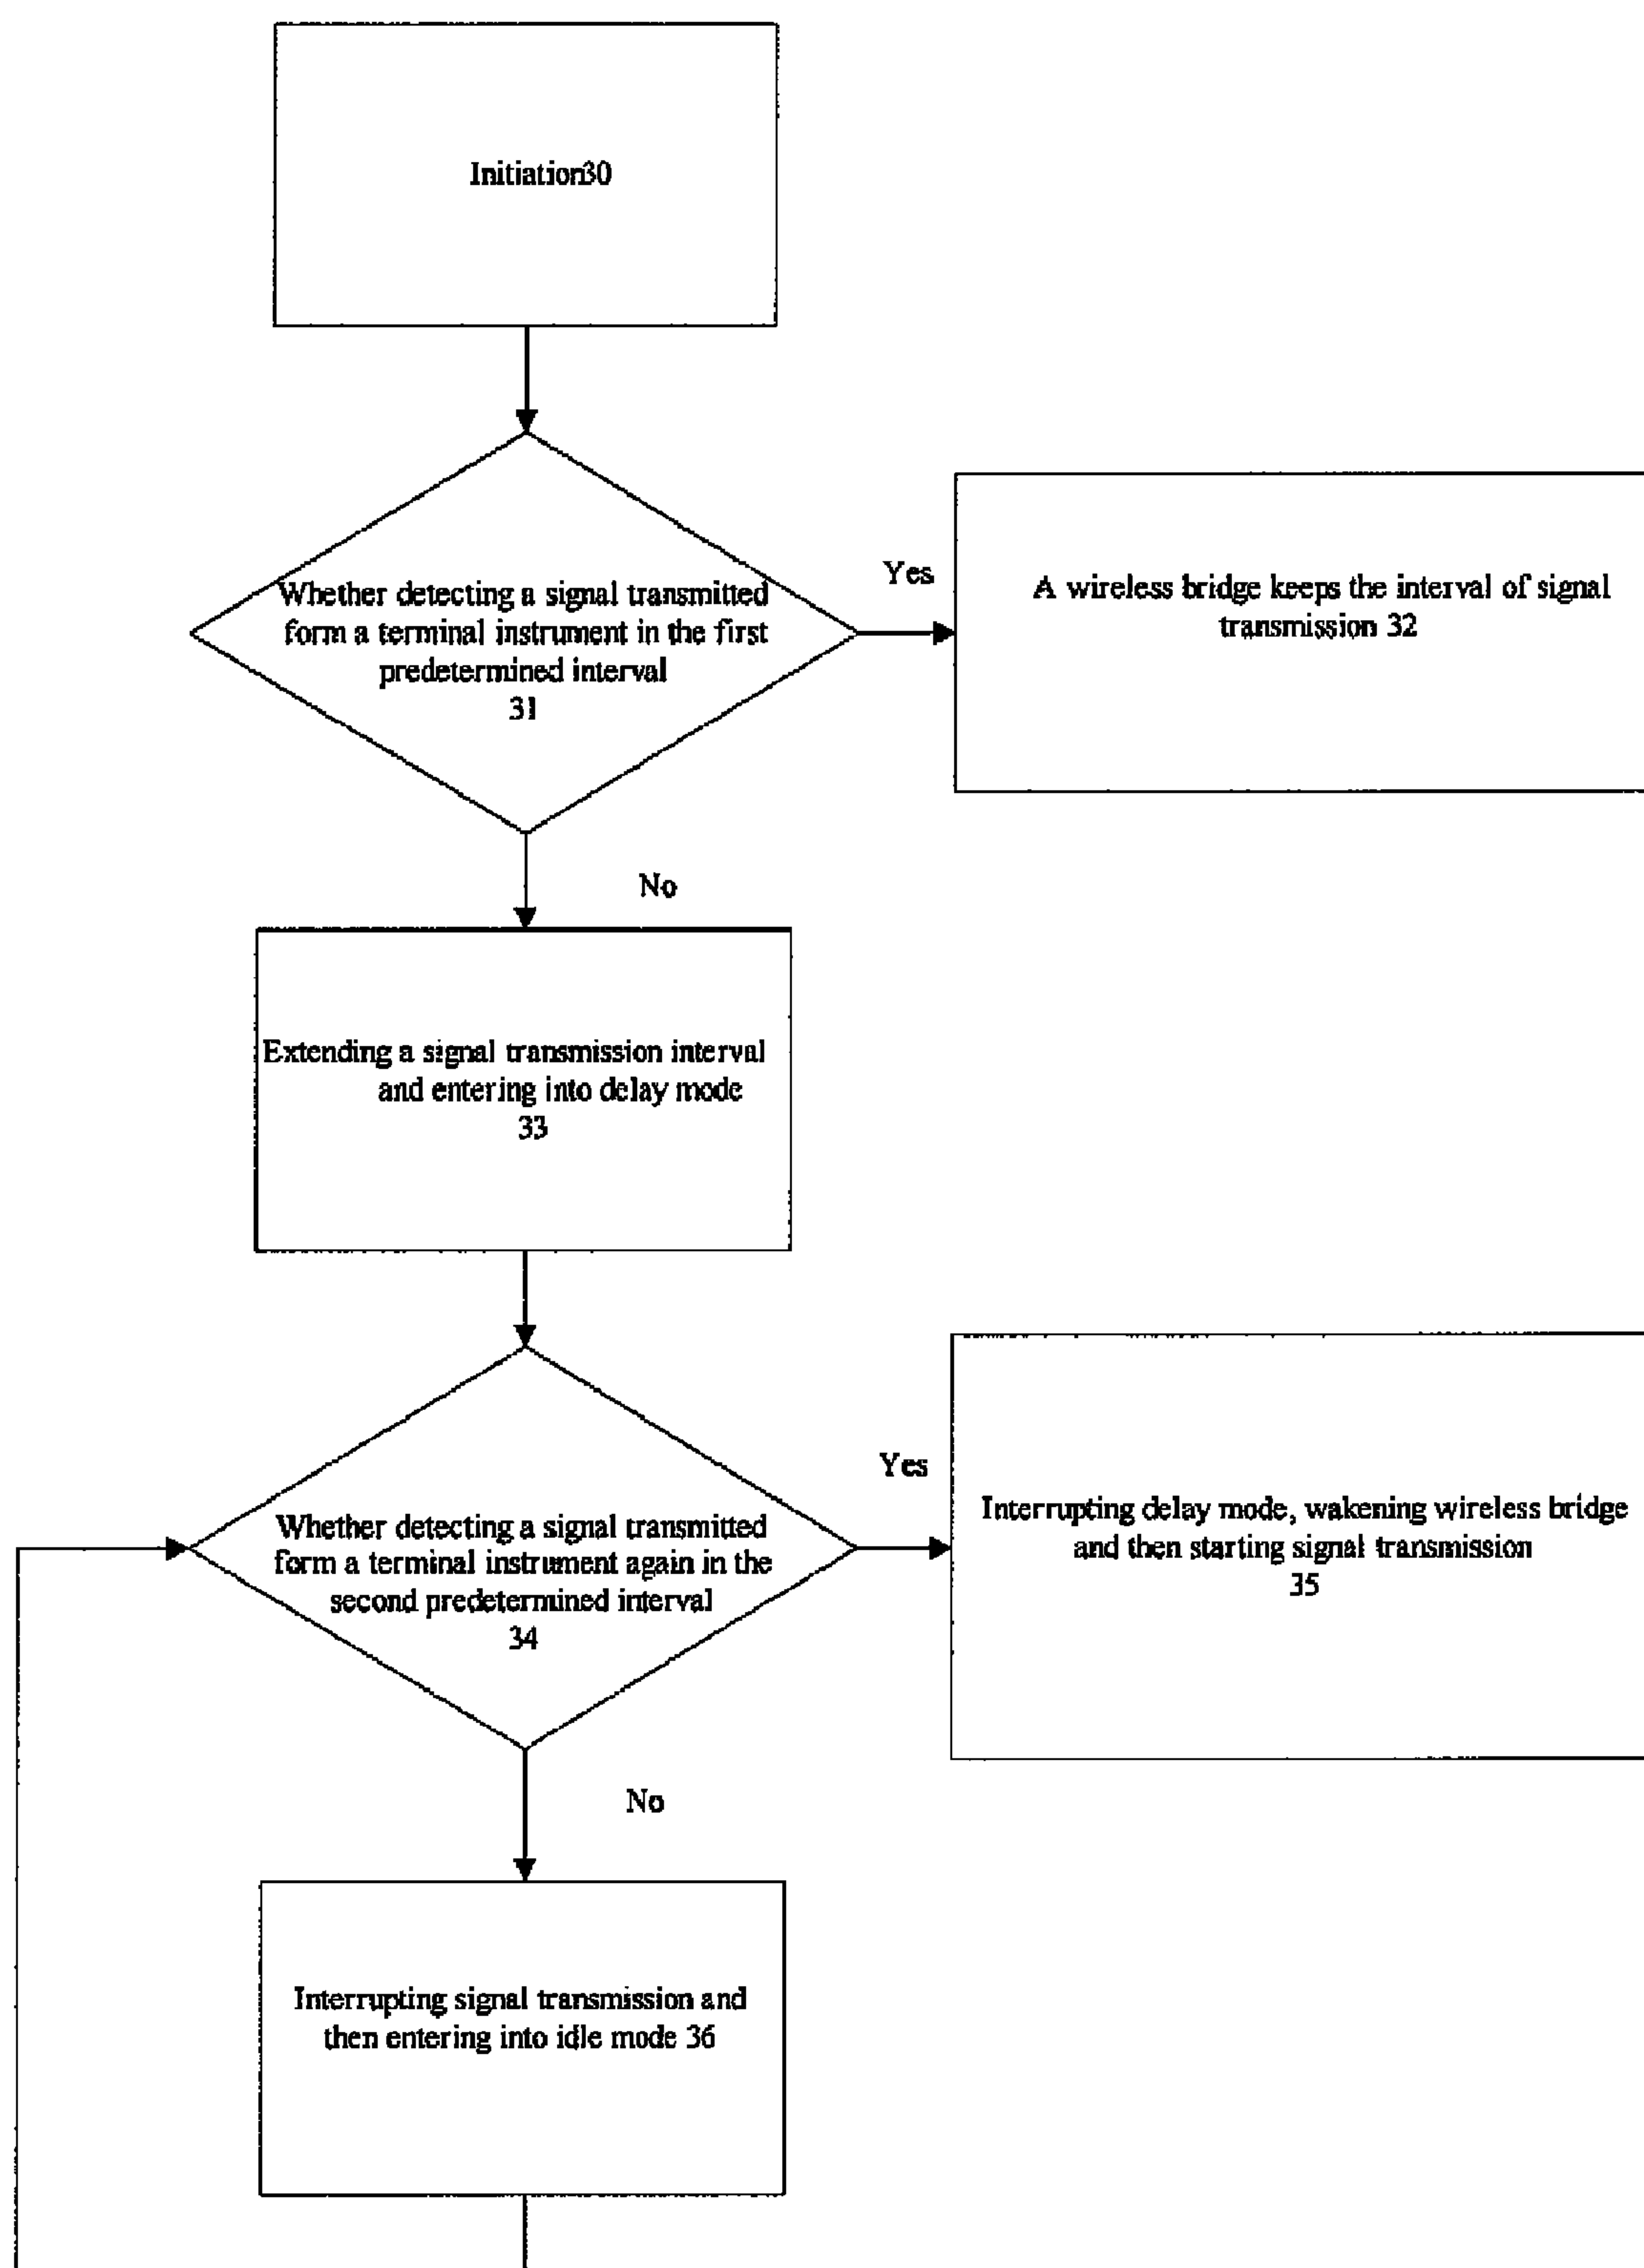 Initiation30
Whether detecting a signal transmitted
form a terminal instrument in the first
predetermined interval
31
Yes
A wireless bridge keeps the interval of signal
transmission 32
No
Extending a signal transmission interval
and entering into delay mode
33
Whether detecting a signal transmitted
form a terminal instrument again in the
second predetermined interval
34
Yes
Interrupting delay mode, wakening wireless bridge
and then starting signal transmission
35
No
Interrupting signal transmission and
then entering into idle mode 36